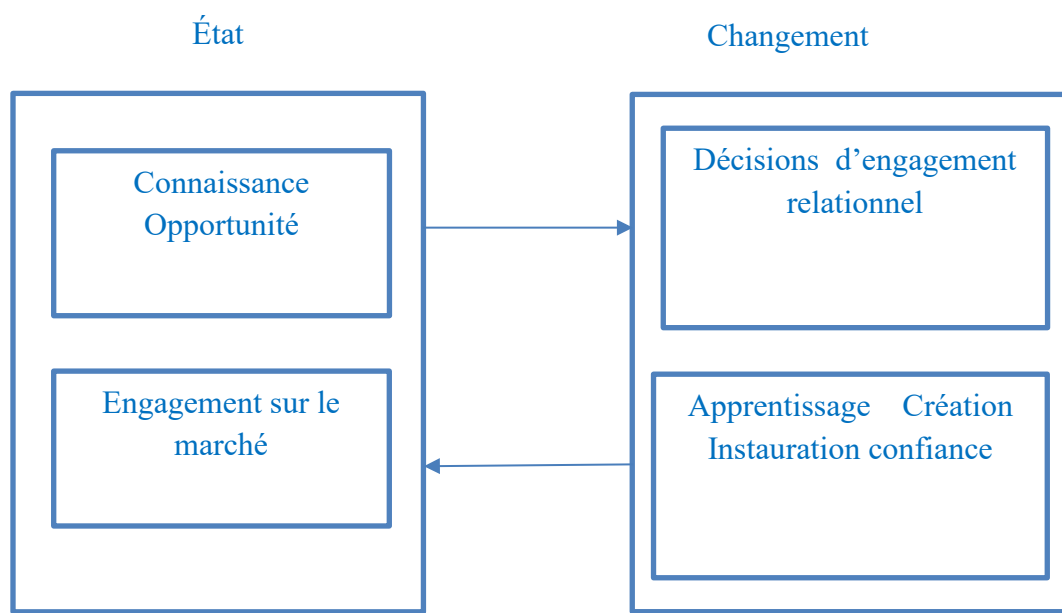 État
Changement
Connaissance
Opportunité
Décisions d’engagement
relationnel
Engagement sur le
marché
Apprentissage Création
Instauration confiance